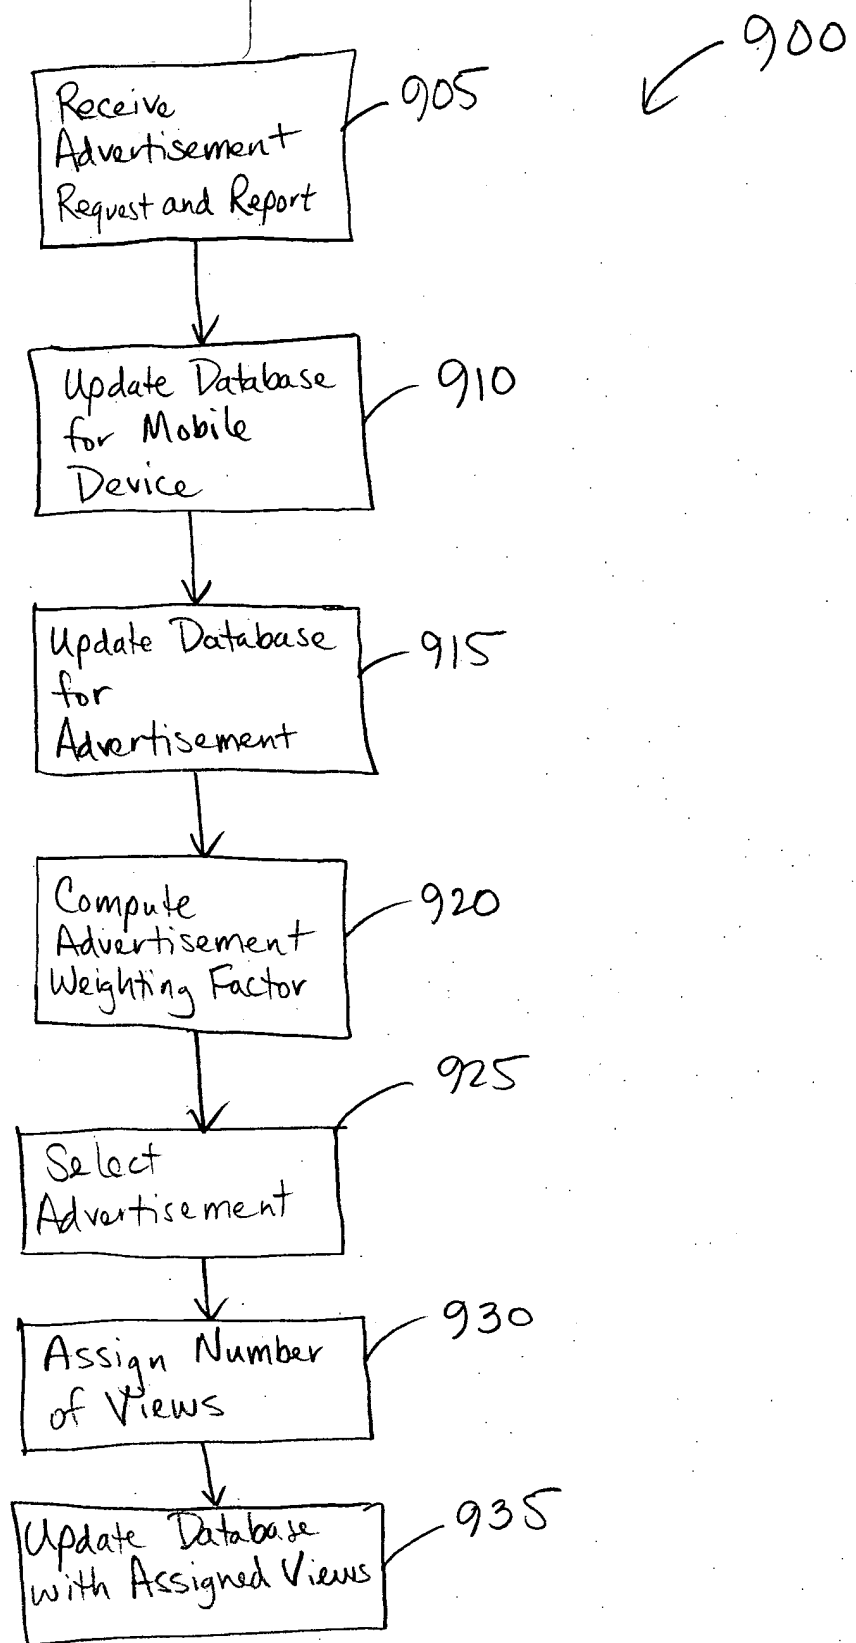 900
Receive
Advertisement
Request and Report
905
Update Database
for Mobile
Device
910
Update Database
for
Advertisement
915
Compute
Advertisement
Weighting Factor
920
925
Select
Advertisement
Assign Number
of Views
930
Update Database
with Assigned Views
935